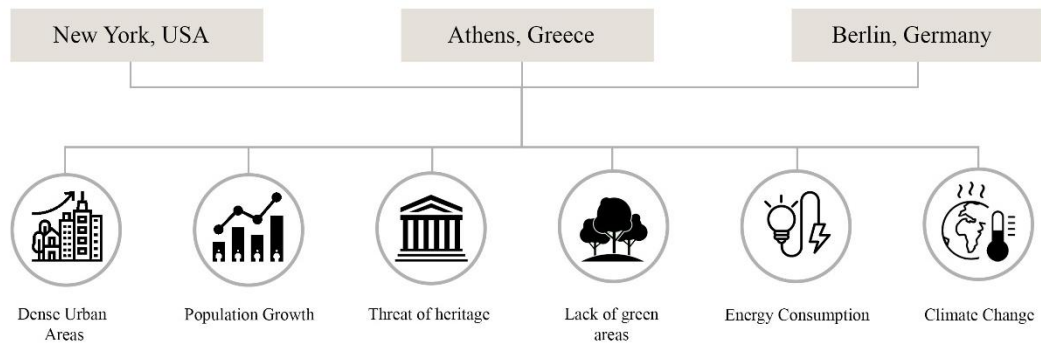 New York, USA
Athens, Greece
Berlin, Germany
Dense Urban
Areas
Population Growth
Threat of heritage
Lack of green
areas
Energy Consumption
Climate Change